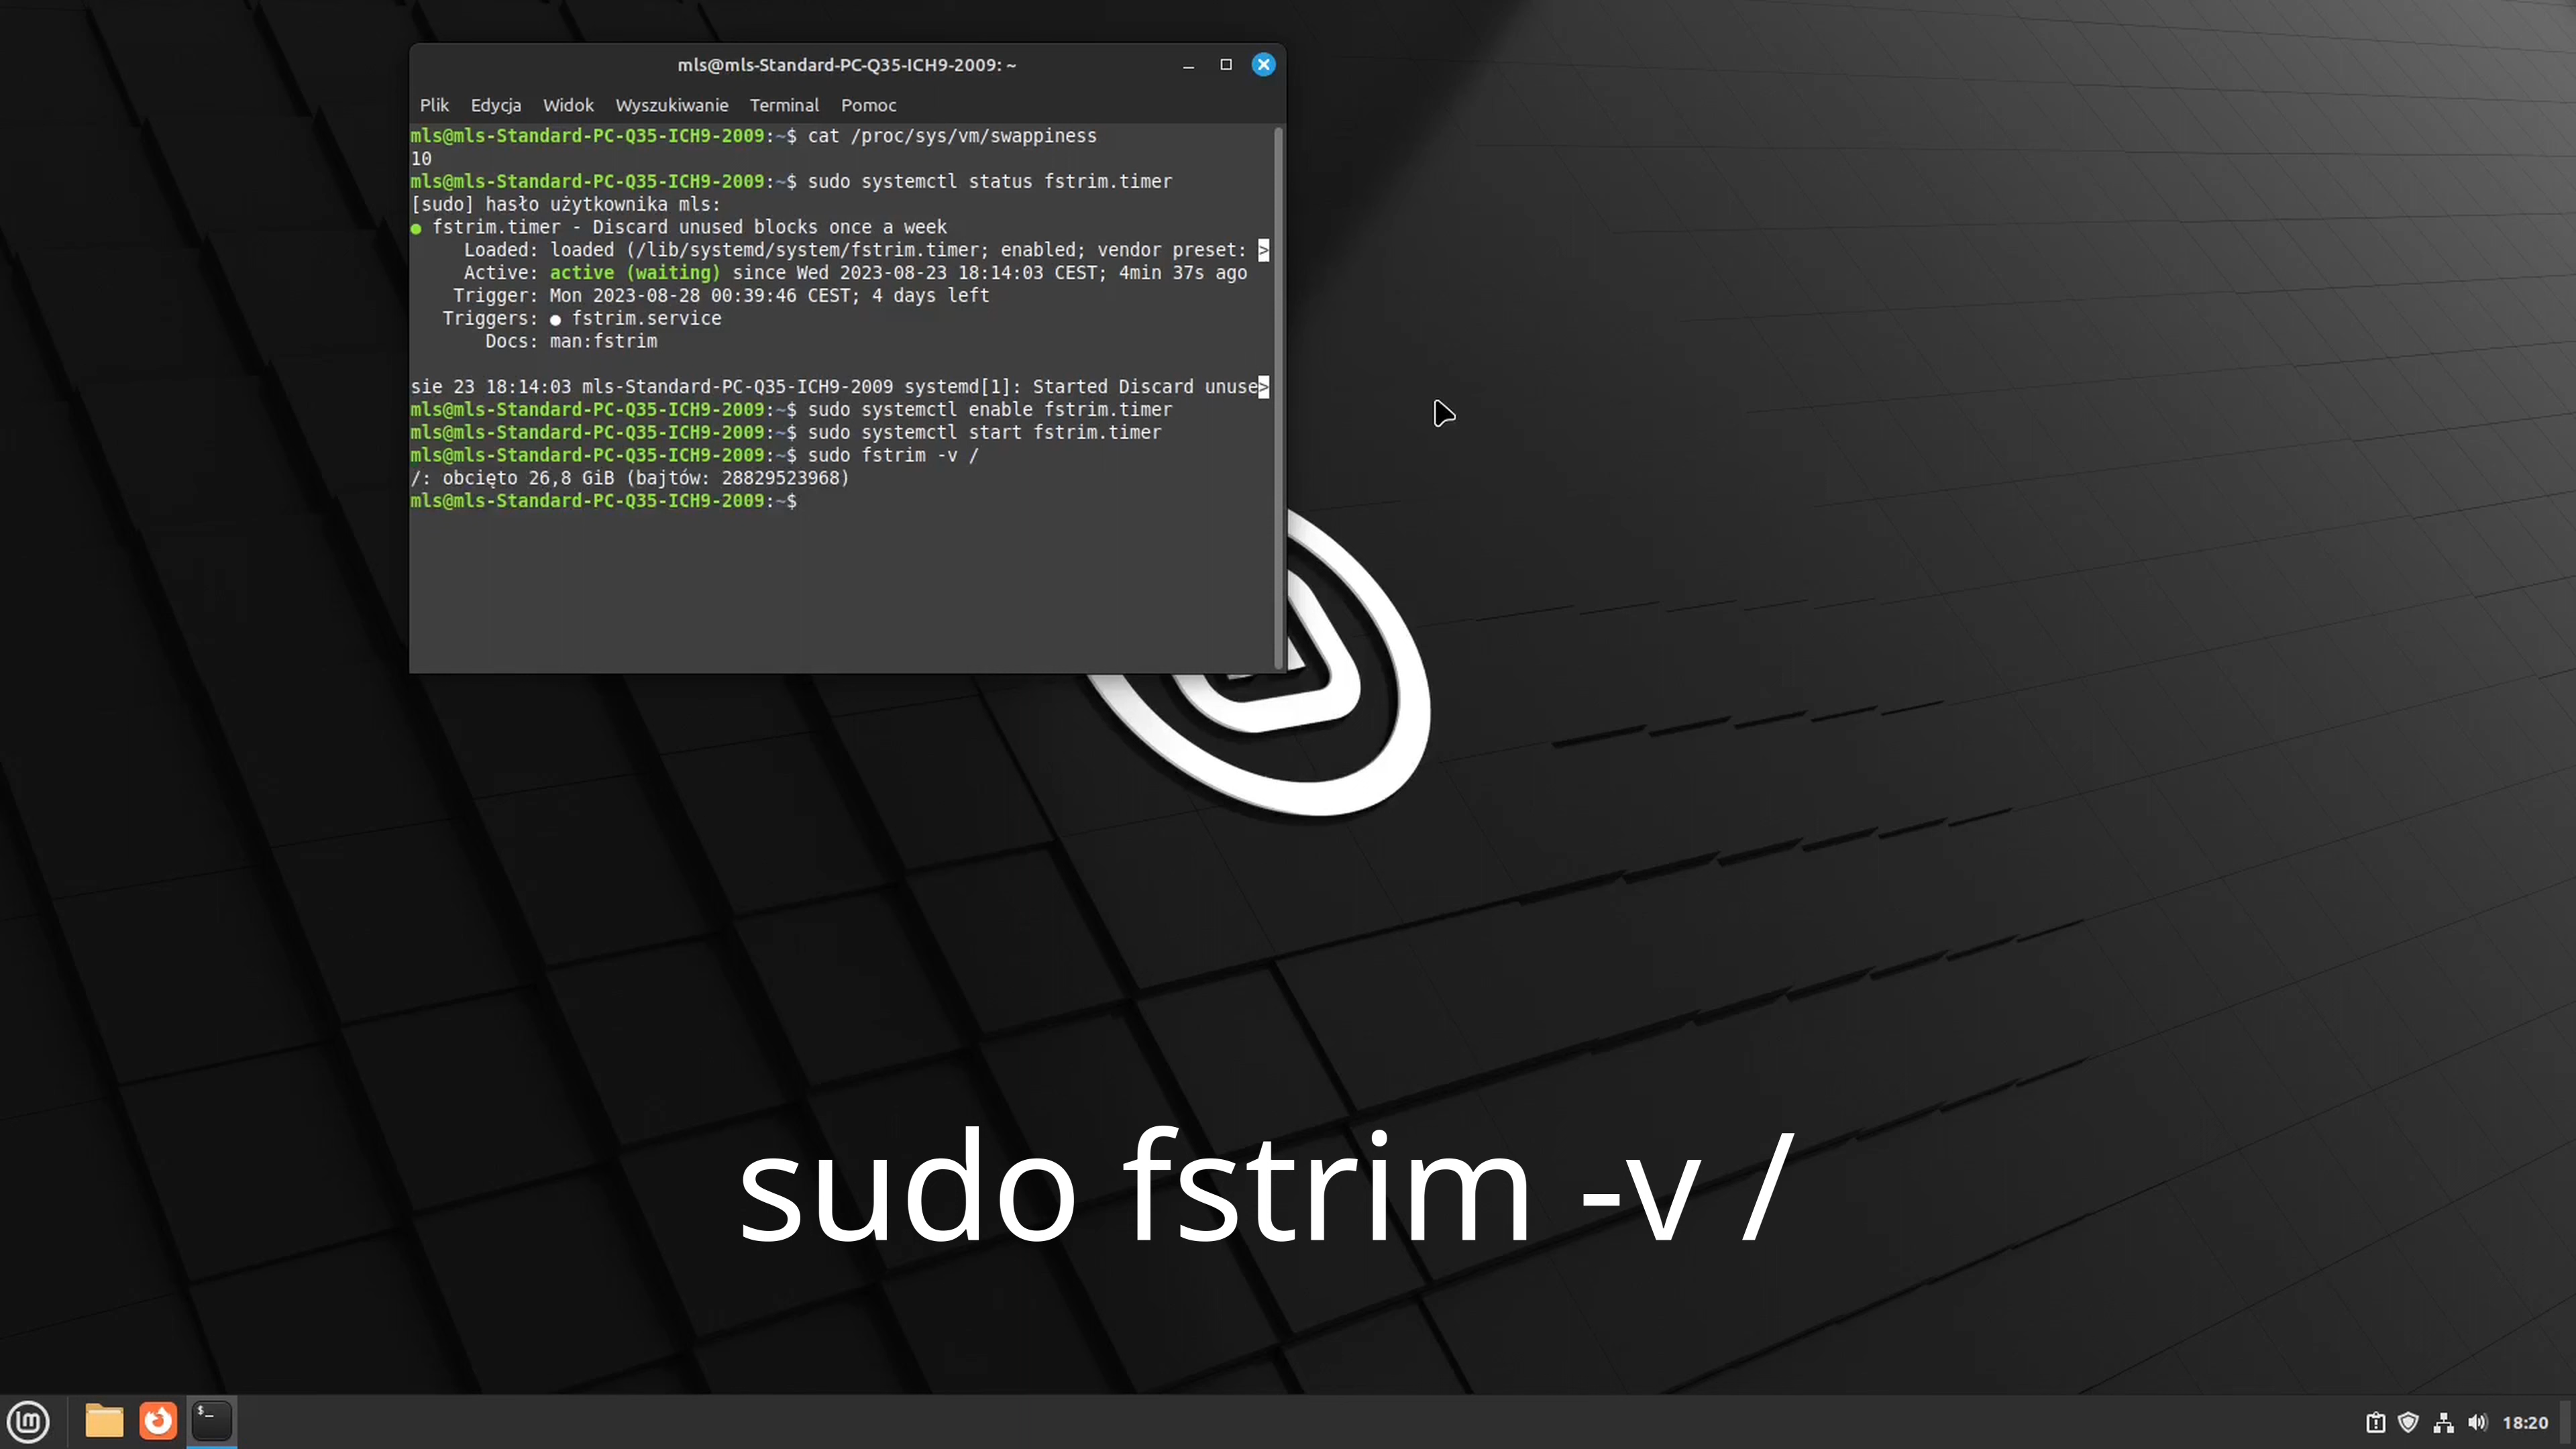 mls@mls-Standard-PC-Q35-ICH9-2009: ~
Plik Edycja Widok Wyszukiwanie Terminal Pomoc
mls@mls-Standard-PC-Q35-ICH9-2009:~$ cat /proc/sys/vm/swappiness
10
mls@mls-Standard-PC-Q35-ICH9-2009:~$ sudo systemctl status fstrim.timer
[sudo] hasło użytkownika mls:
● fstrim.timer - Discard unused blocks once a week
Loaded: loaded (/lib/systemd/system/fstrim.timer; enabled; vendor preset: >
Active: active (waiting) since Wed 2023-08-23 18:14:03 CEST; 4min 37s ago
Trigger: Mon 2023-08-28 00:39:46 CEST; 4 days left
Triggers: ● fstrim.service
Docs: man:fstrim
sie 23 18:14:03 mls-Standard-PC-Q35-ICH9-2009 systemd[1]: Started Discard unuse>
mls@mls-Standard-PC-Q35-ICH9-2009:~$ sudo systemctl enable fstrim.timer
mls@mls-Standard-PC-Q35-ICH9-2009:~$ sudo systemctl start fstrim.timer
mls@mls-Standard-PC-Q35-ICH9-2009:~$ sudo fstrim -v /
/: obcięto 26,8 GiB (bajtów: 28829523968)
mls@mls-Standard-PC-Q35-ICH9-2009:~$
sudo fstrim -v /
$_
18:20